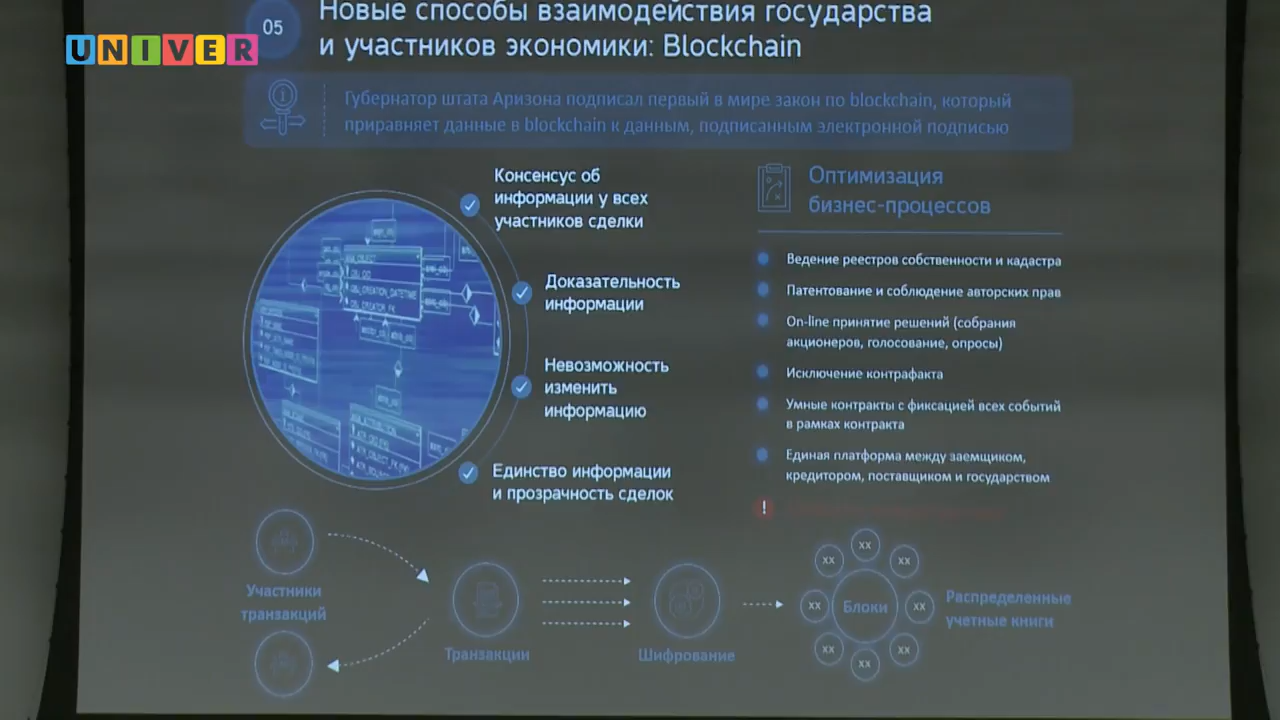 05
Новые способы взаимодействия государства
и участников экономики: Blockchain
UNIVER
Губернатор штата Аризона подписал первый в мире закон по blockchain, который
приравняет данные в blockchain к данным, подписанным электронной подписью
Консенсус об
информации у всех
участников сделки
Доказательность
информации
Невозможность
изменить
информацию
Единство информации
и прозрачность сделок
Оптимизация
бизнес-процессов
Ведение реестров собственности и кадастра
Патентование и соблюдение авторских прав
On-line принятие решений (собрания
акционеров, голосование, опросы)
Исключение контрафакта
Умные контракты с фиксацией всех событий
в рамках контракта
Единая платформа между заемщиком,
кредитором, поставщиком и государством
!
Участники
транзакций
Транзакции
Шифрование
Блоки
xx
xx
xx
xx
xx
xx
xx
xx
Распределенные
учетные книги